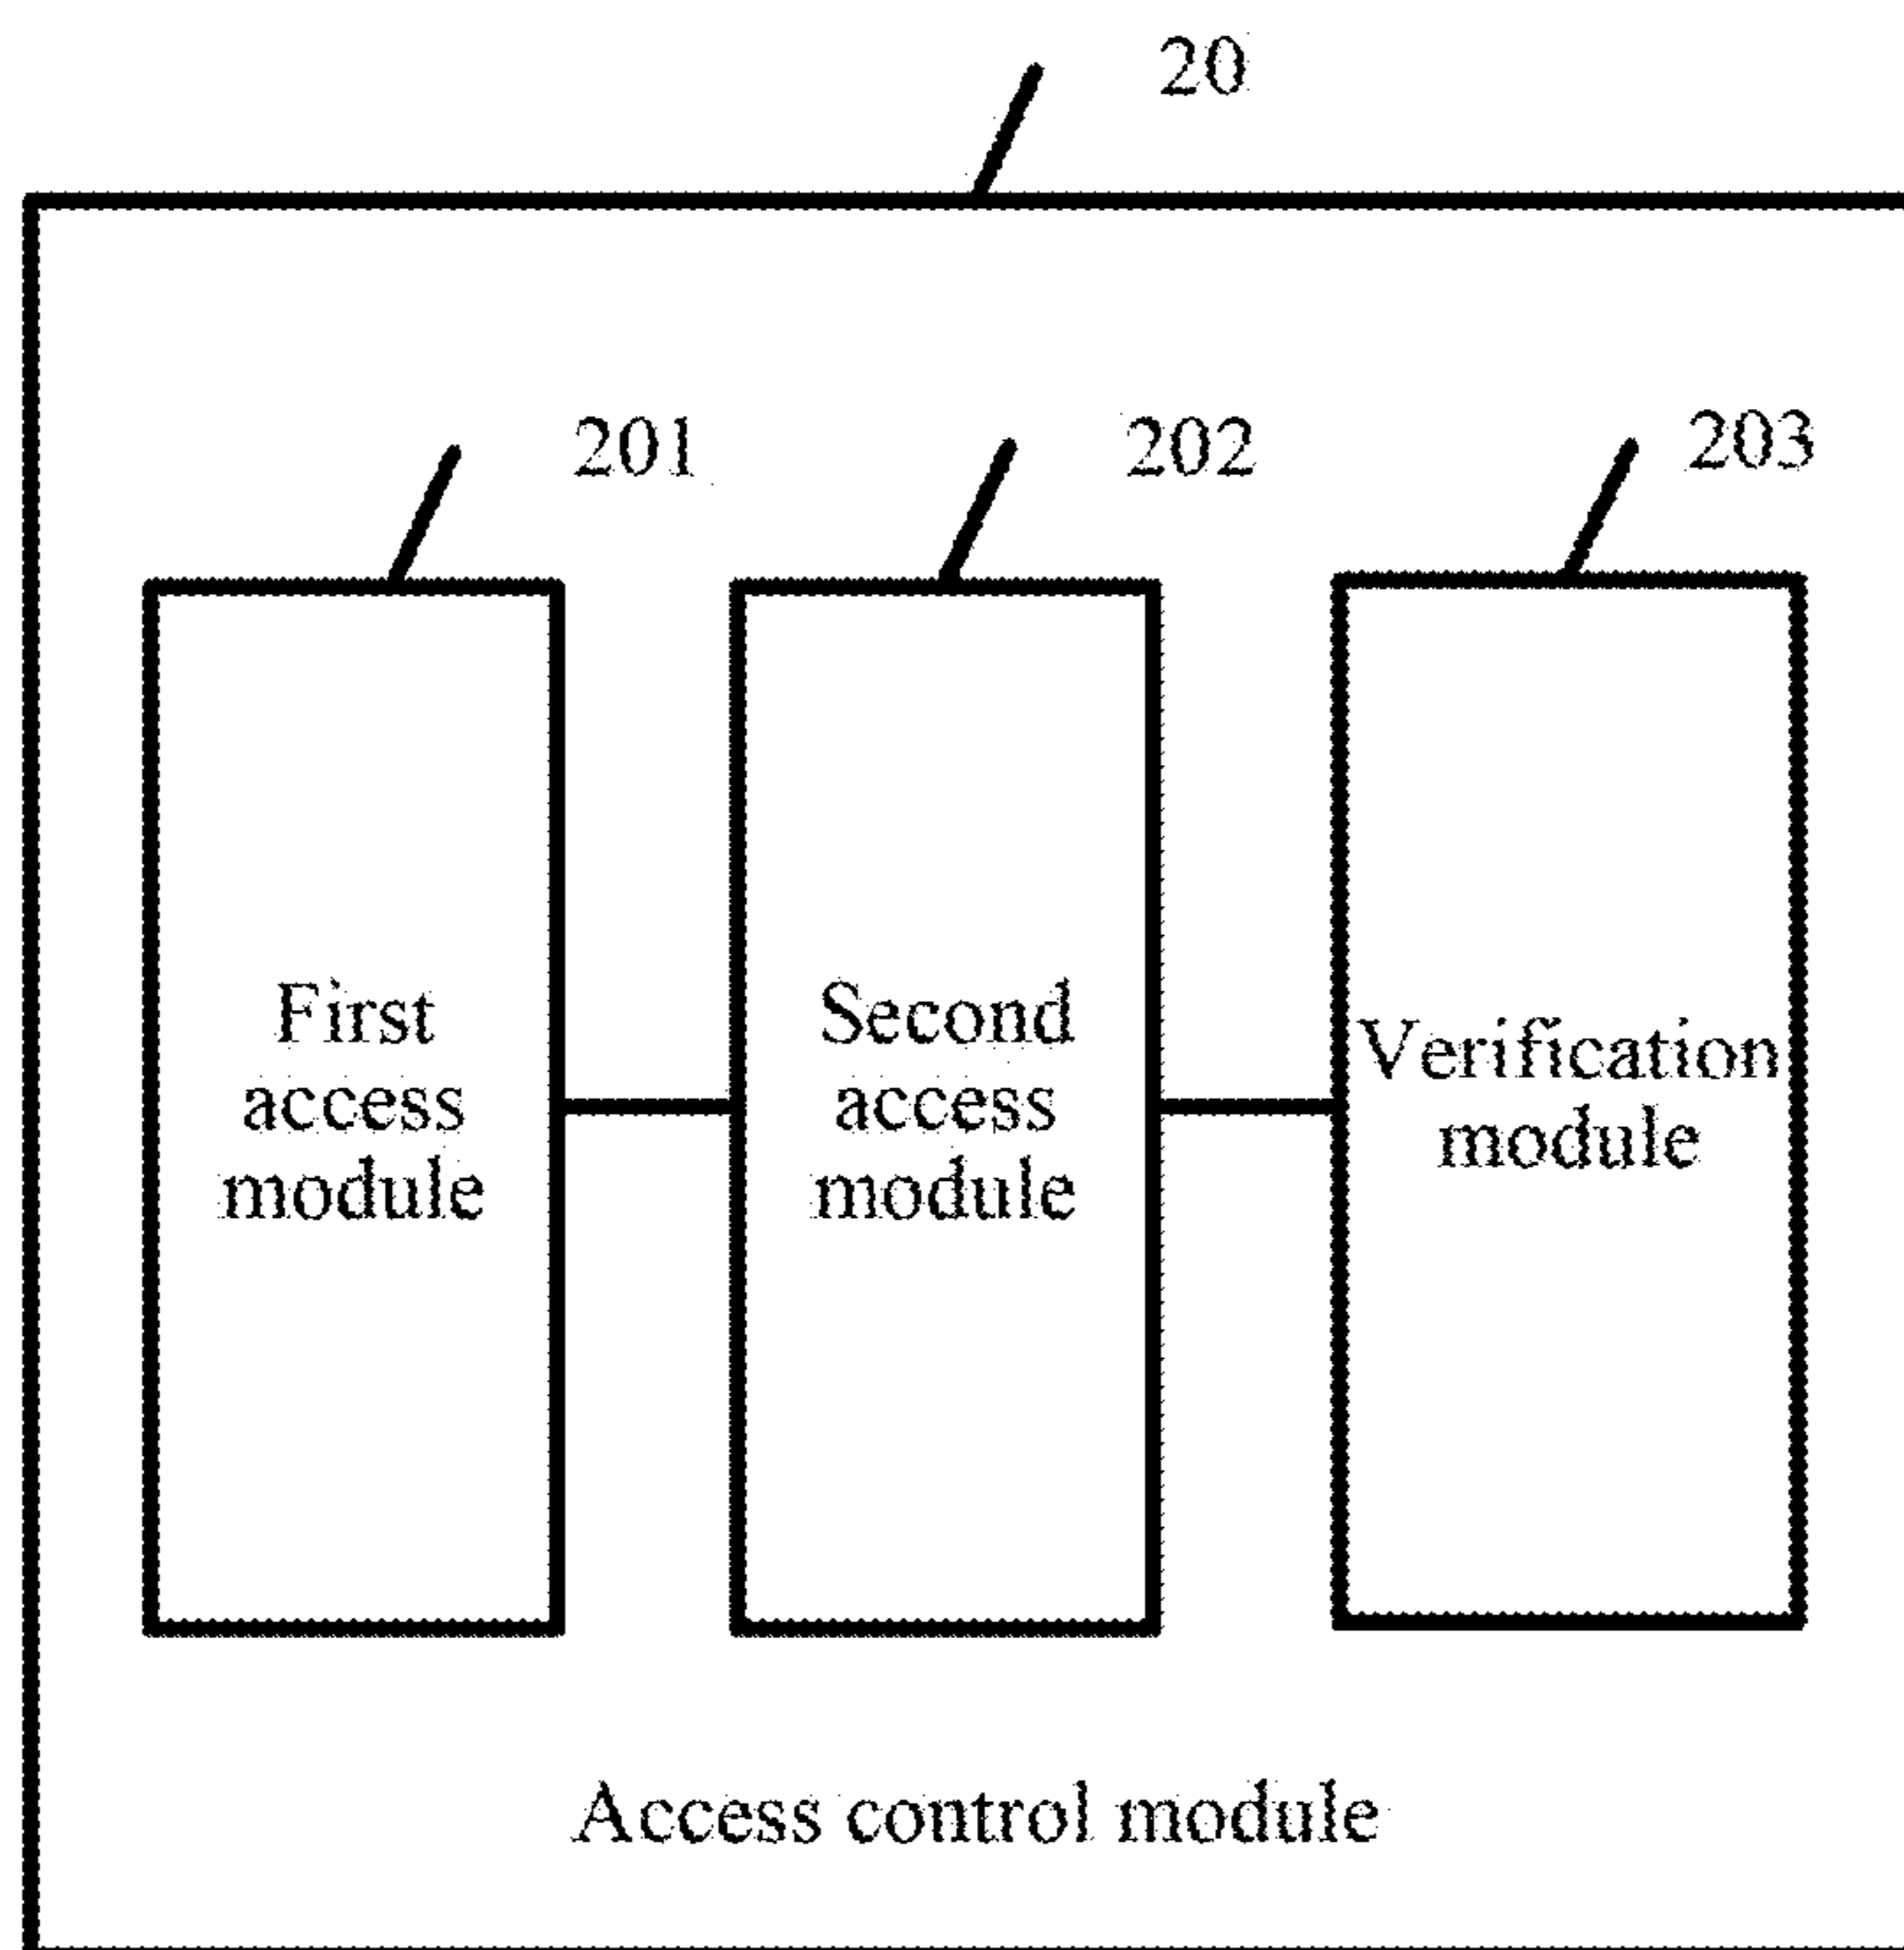 20
201
202
203
First
access
module
Second
access
module
Verification
module
Access control module